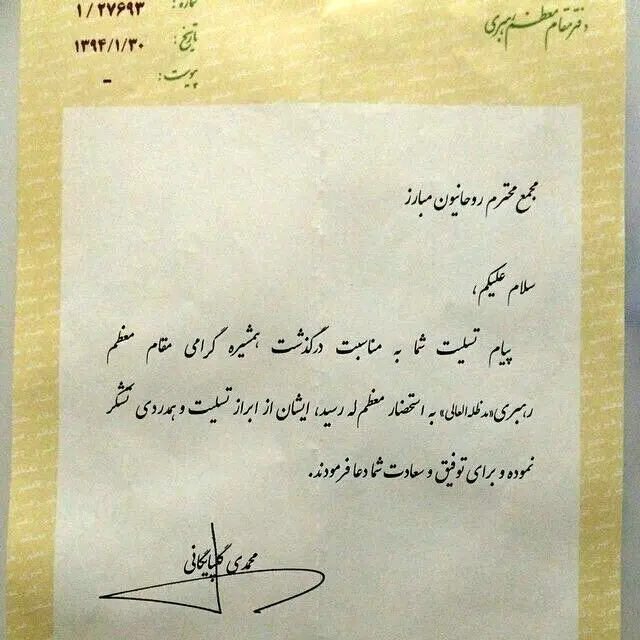 دفتر مقام معظم رهبری
شماره: ۱/۲۷۶۹۳
تاریخ: ۱۳۹۴/۱/۳۰
پیوست: -
مجمع محترم روحانیون مبارز
سلام علیکم،
پیام تسلیت شما به مناسبت درگذشت همشیره گرامی مقام معظم
رهبری«مدظله‌العالی» به استحضار معظم‌له رسید، ایشان از ابراز تسلیت و همدردی تشکر
نموده و برای توفیق و سعادت شما دعا فرمودند.
محمدی گلپایگانی